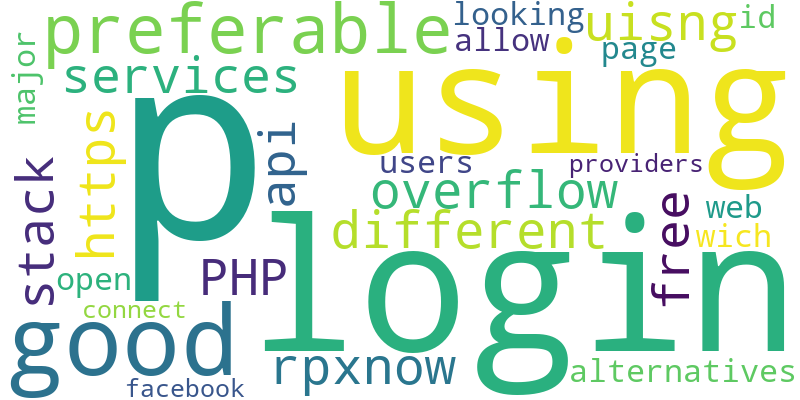 preferable
looking
uisng
id
allow
page
major
services
using
https
p
api
stack
users
providers
overflow
free
web
different
wich
login
open
PHP
connect
good
rpxnow
alternatives
facebook